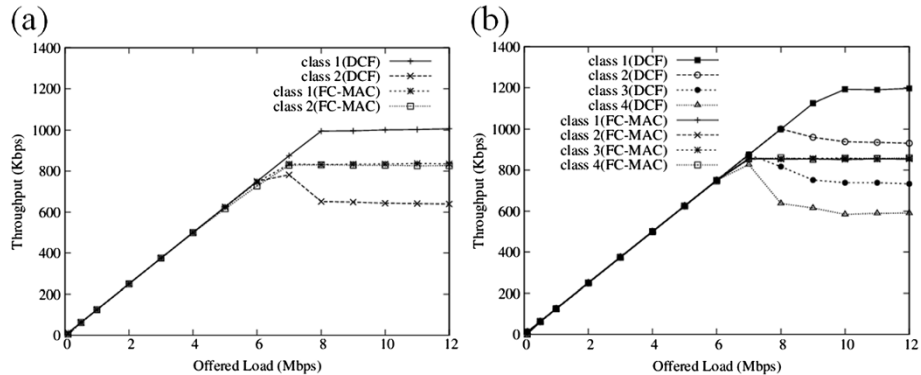 (a)
1400
1200
1000
800
600
400
200
0
Throughput (Kbps)
class 1(DCF)
class 2(DCF)
class 1(FC-MAC)
class 2(FC-MAC)
0 2 4 6 8 10 12
Offered Load (Mbps)
(b)
1400
1200
1000
800
600
400
200
0
Throughput (Kbps)
class 1(DCF)
class 2(DCF)
class 3(DCF)
class 4(DCF)
class 1(FC-MAC)
class 2(FC-MAC)
class 3(FC-MAC)
class 4(FC-MAC)
0 2 4 6 8 10 12
Offered Load (Mbps)